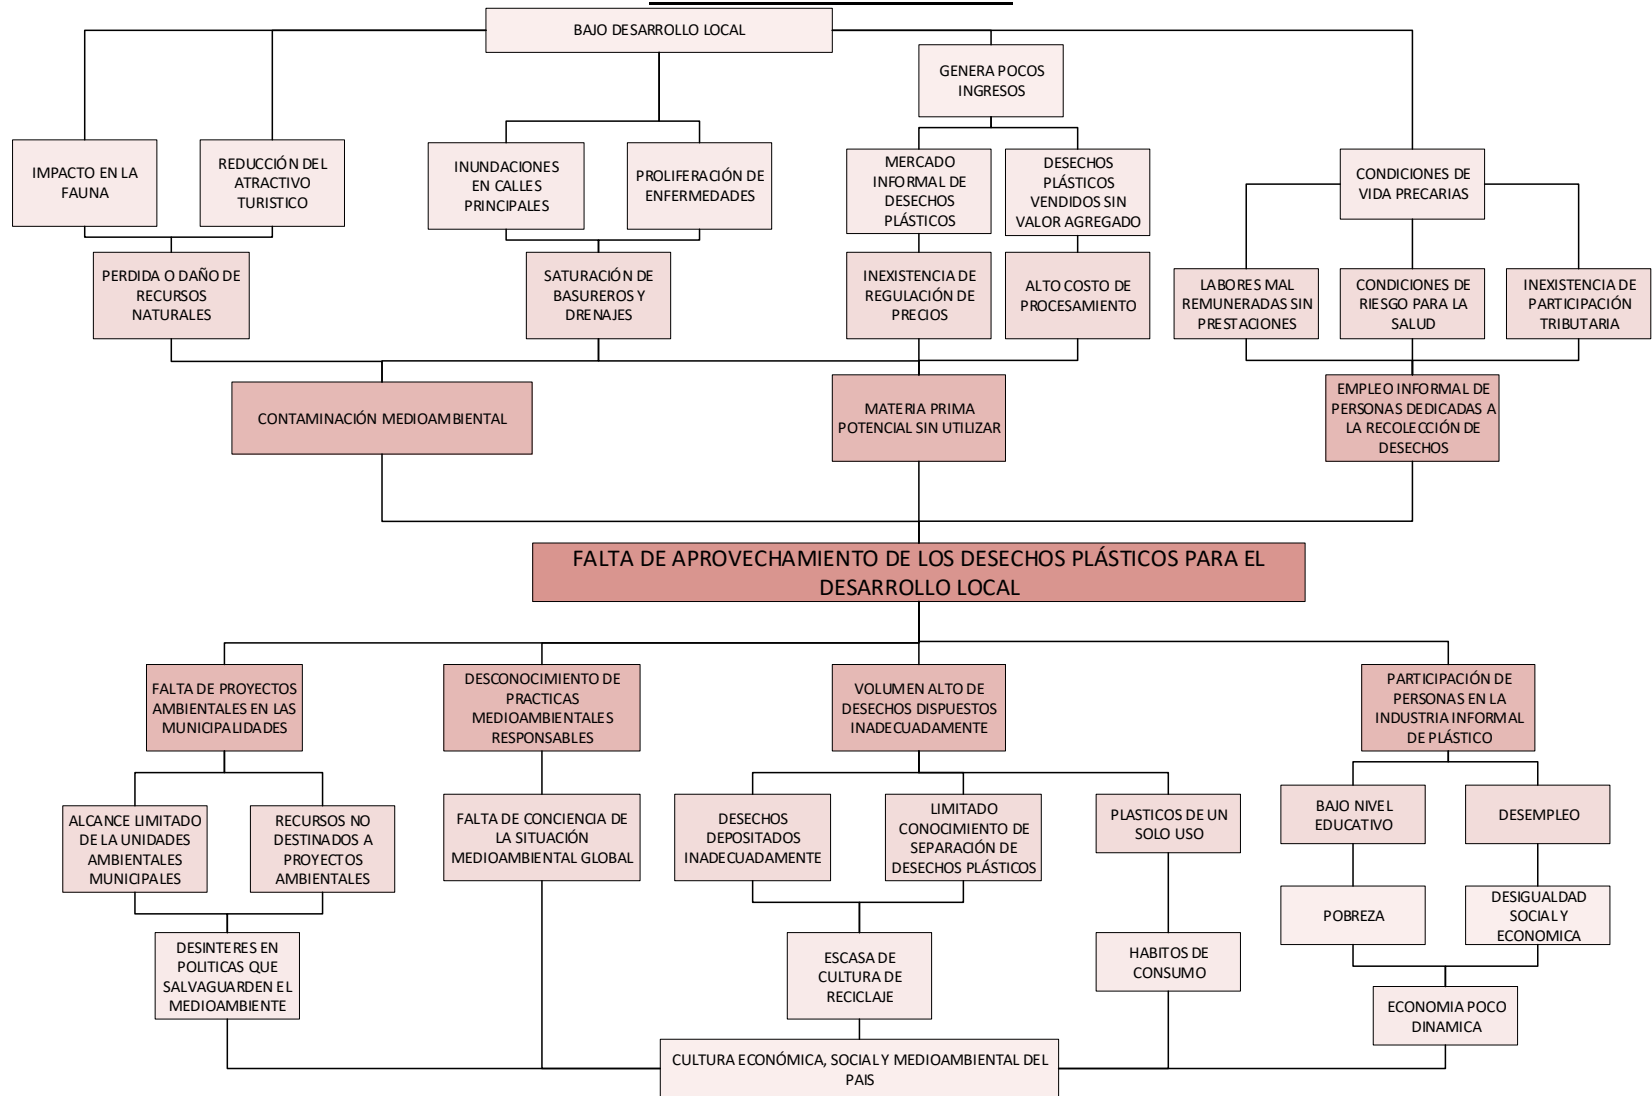 BAJO DESARROLLO LOCAL
GENERA POCOS
INGRESOS
IMPACTO EN LA
FAUNA
REDUCCIÓN DEL
ATRACTIVO
TURISTICO
INUNDACIONES
EN CALLES
PRINCIPALES
PROLIFERACIÓN DE
ENFERMEDADES
MERCADO
INFORMAL DE
DESECHOS
PLÁSTICOS
DESECHOS
PLÁSTICOS
VENDIDOS SIN
VALOR AGREGADO
CONDICIONES DE
VIDA PRECARIAS
PERDIDA O DAÑO DE
RECURSOS
NATURALES
SATURACIÓN DE
BASUREROS Y
DRENAJES
INEXISTENCIA DE
REGULACIÓN DE
PRECIOS
ALTO COSTO DE
PROCESAMIENTO
LABORES MAL
REMUNERADAS SIN
PRESTACIONES
CONDICIONES DE
RIESGO PARA LA
SALUD
INEXISTENCIA DE
PARTICIPACIÓN
TRIBUTARIA
CONTAMINACIÓN MEDIOAMBIENTAL
MATERIA PRIMA
POTENCIAL SIN UTILIZAR
EMPLEO INFORMAL DE
PERSONAS DEDICADAS A
LA RECOLECCIÓN DE
DESECHOS
FALTA DE APROVECHAMIENTO DE LOS DESECHOS PLÁSTICOS PARA EL
DESARROLLO LOCAL
FALTA DE PROYECTOS
AMBIENTALES EN LAS
MUNICIPALIDADES
DESCONOCIMIENTO DE
PRACTICAS
MEDIOAMBIENTALES
RESPONSABLES
VOLUMEN ALTO DE
DESECHOS DISPUESTOS
INADECUADAMENTE
PARTICIPACIÓN DE
PERSONAS EN LA
INDUSTRIA INFORMAL
DE PLÁSTICO
ALCANCE LIMITADO
DE LA UNIDADES
AMBIENTALES
MUNICIPALES
RECURSOS NO
DESTINADOS A
PROYECTOS
AMBIENTALES
FALTA DE CONCIENCIA DE
LA SITUACIÓN
MEDIOAMBIENTAL GLOBAL
DESECHOS
DEPOSITADOS
INADECUADAMENTE
LIMITADO
CONOCIMIENTO DE
SEPARACIÓN DE
DESECHOS PLÁSTICOS
PLASTICOS DE UN
SOLO USO
BAJO NIVEL
EDUCATIVO
DESEMPLEO
DESINTERES EN
POLITICAS QUE
SALVAGUARDEN EL
MEDIOAMBIENTE
ESCASA DE
CULTURA DE
RECICLAJE
HABITOS DE
CONSUMO
POBREZA
DESIGUALDAD
SOCIAL Y
ECONOMICA
ECONOMIA POCO
DINAMICA
CULTURA ECONÓMICA, SOCIAL Y MEDIOAMBIENTAL DEL
PAIS